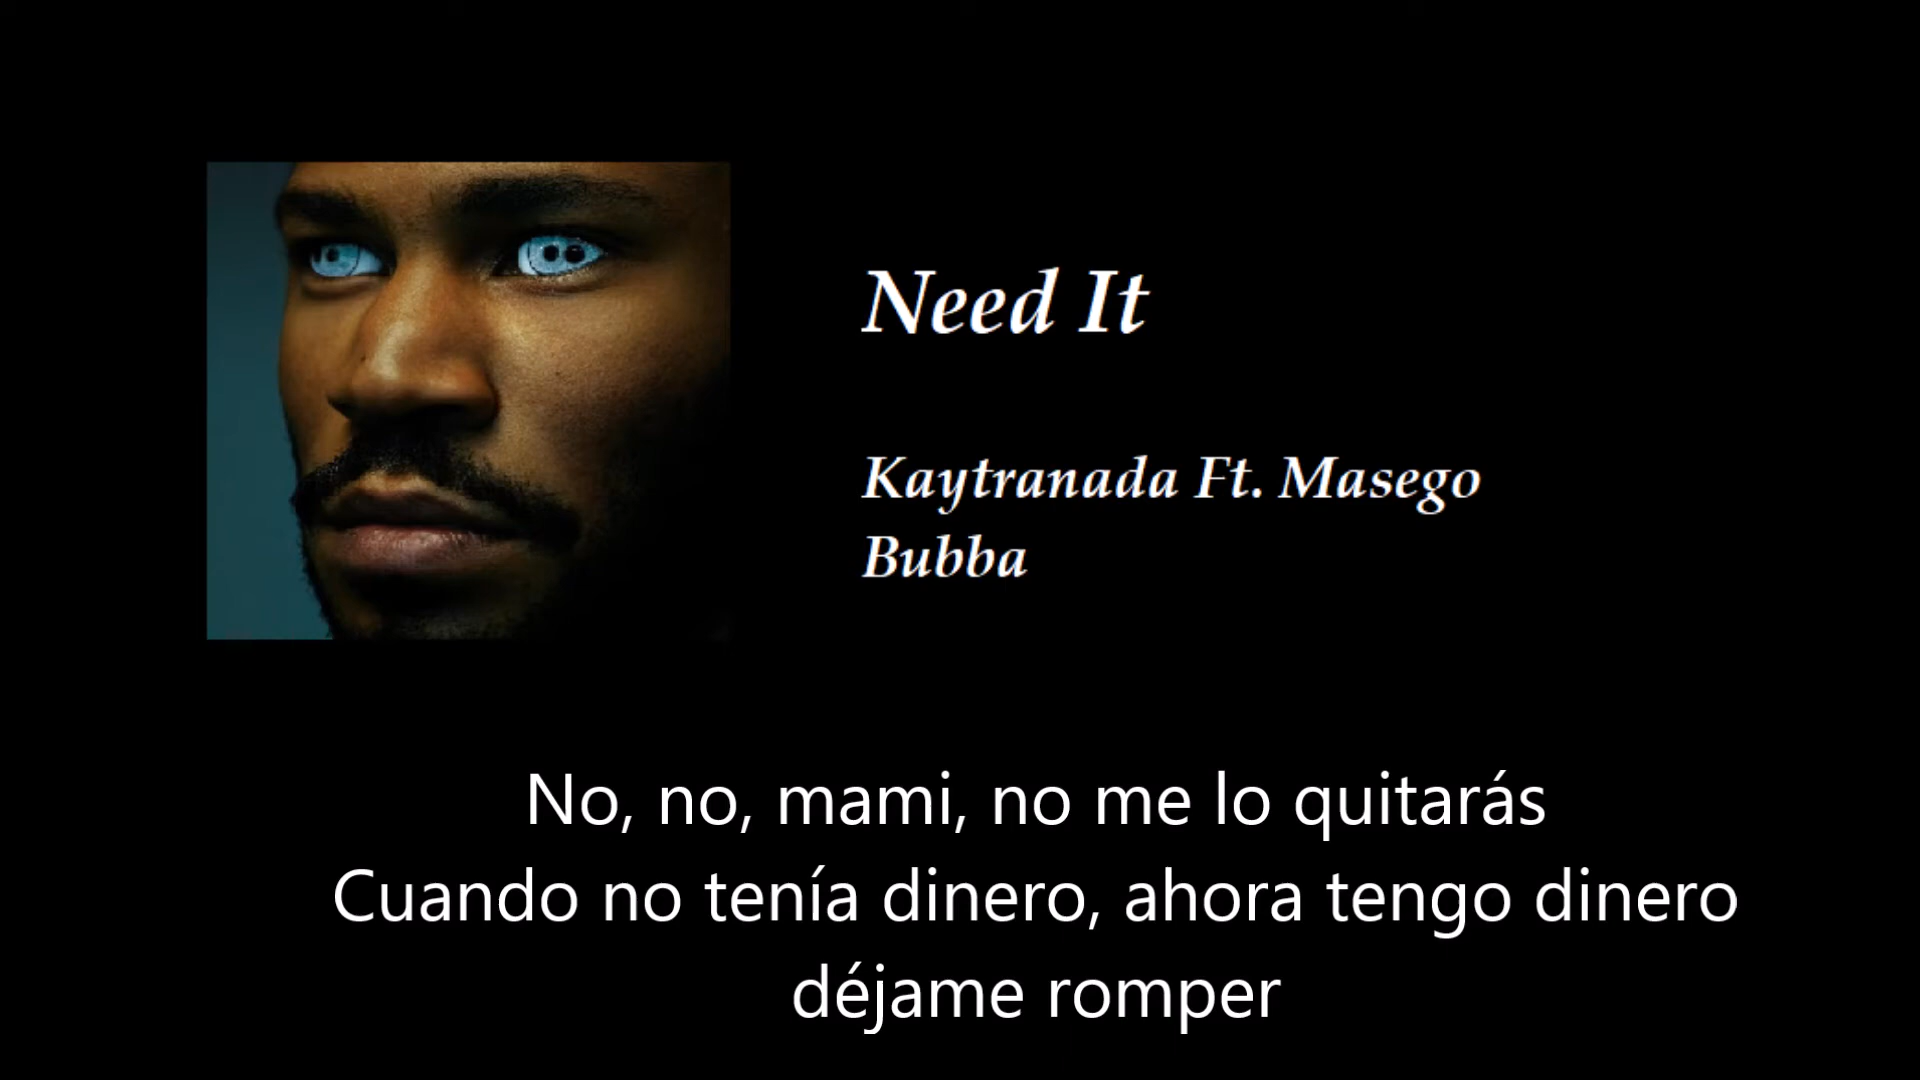 Need It
Kaytranada Ft. Masego
Bubba
No, no, mami, no me lo quitarás
Cuando no tenía dinero, ahora tengo dinero
déjame romper